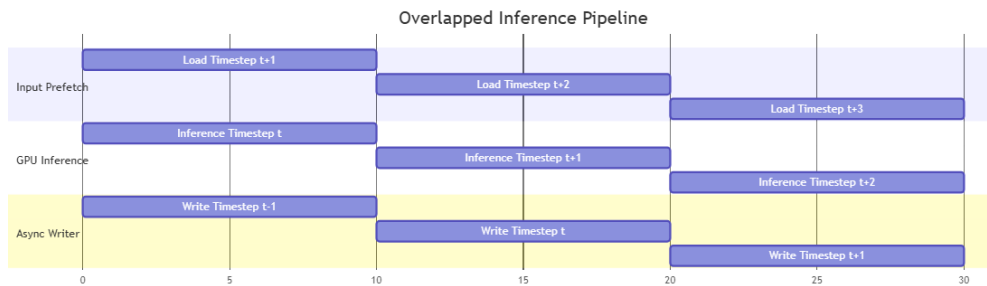 Overlapped Inference Pipeline
Load Timestep t+1
Input Prefetch
Load Timestep t+2
Load Timestep t+3
Inference Timestep t
GPU Inference
Inference Timestep t+1
Inference Timestep t+2
Write Timestep t-1
Async Writer
Write Timestep t
Write Timestep t+1
0 5 10 15 20 25 30